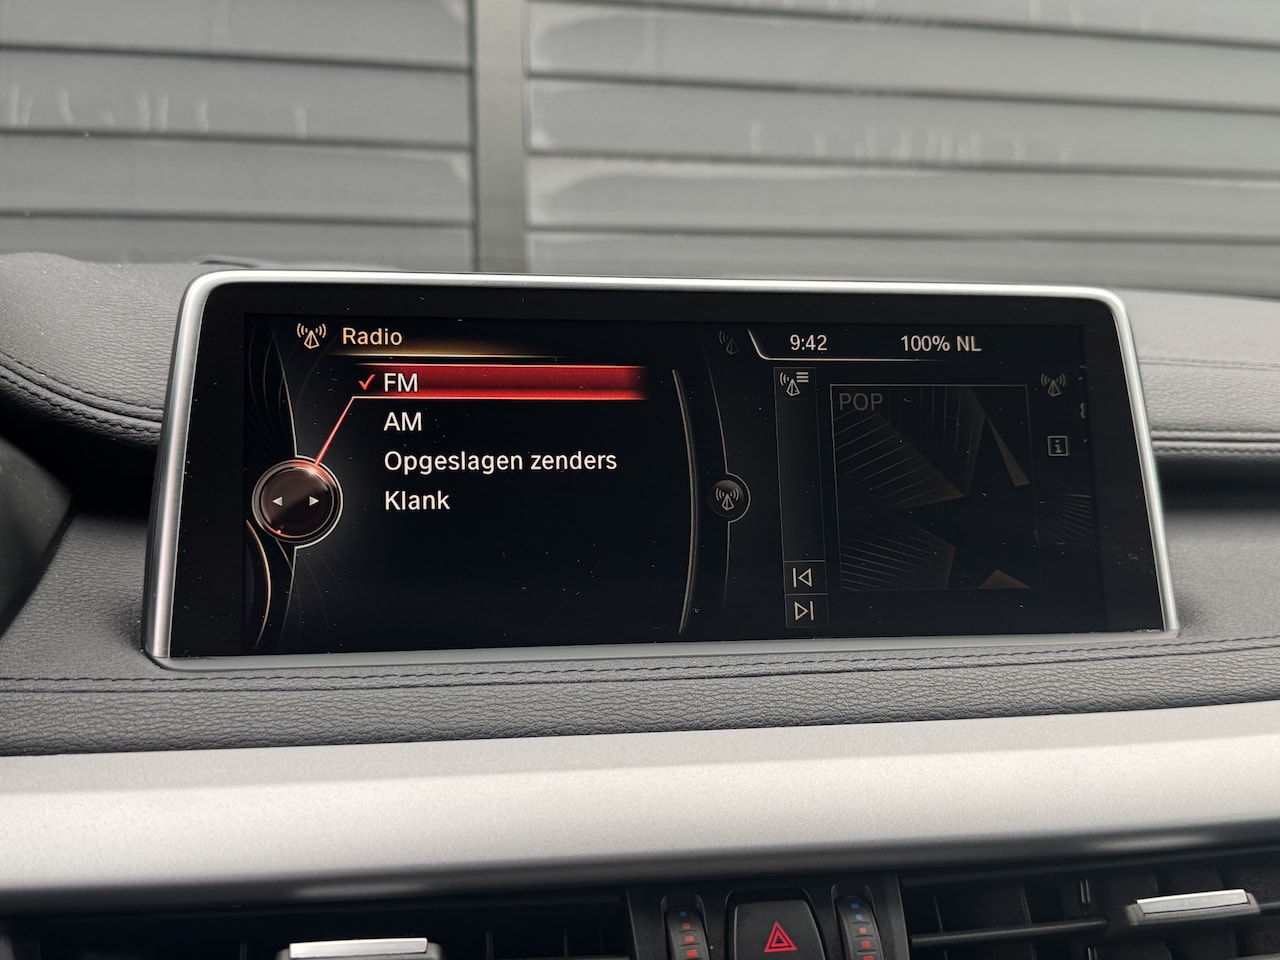 Radio
9:42
100% NL
FM
AM
Opgeslagen zenders
Klank
POP